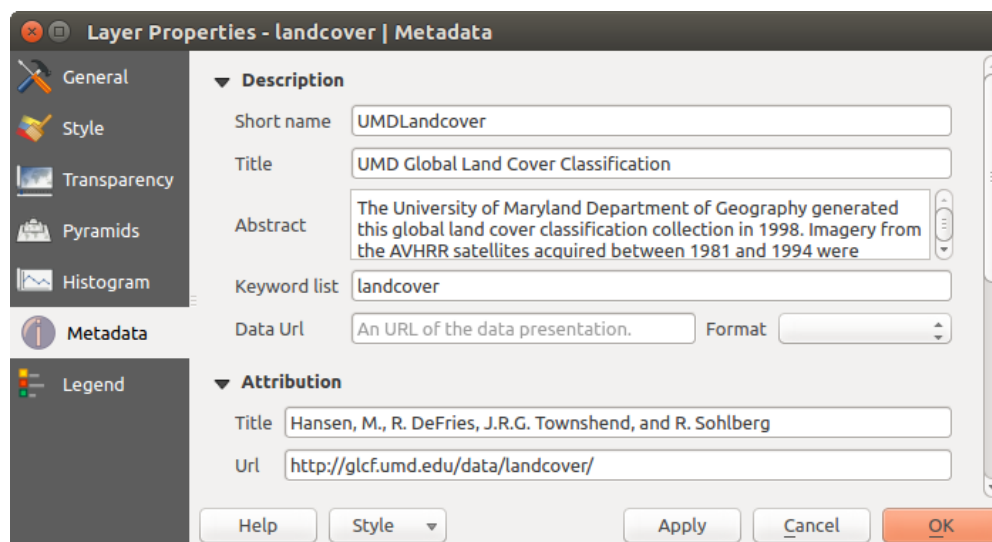 Layer Properties - landcover | Metadata
General
Style
Transparency
Pyramids
Histogram
Metadata
Legend
Description
Short name UMDLandcover
Title UMD Global Land Cover Classification
Abstract The University of Maryland Department of Geography generated
this global land cover classification collection in 1998. Imagery from
the AVHRR satellites acquired between 1981 and 1994 were
Keyword list landcover
Data Url An URL of the data presentation. Format
Attribution
Title Hansen, M., R. DeFries, J.R.G. Townshend, and R. Sohlberg
Url http://glcf.umd.edu/data/landcover/
Help Style Apply Cancel OK